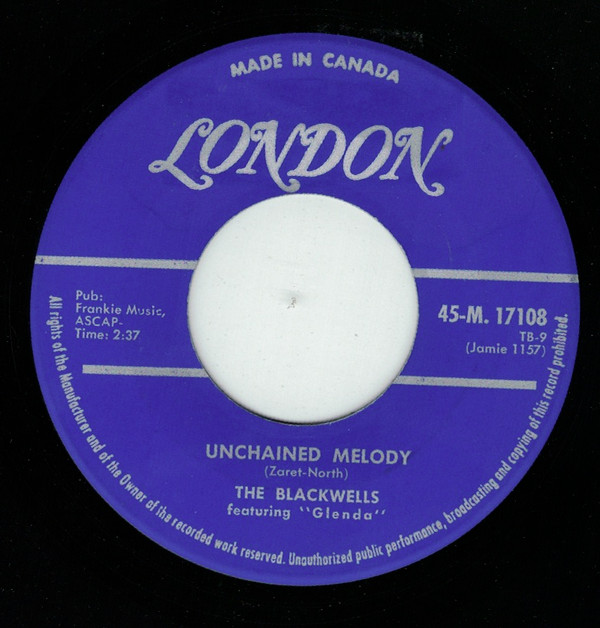 MADE IN CANADA
LONDON
Pub:
Frankie Music,
ASCAP-
Time: 2:37
45-M. 17108
TB-9
(Jamie 1157)
UNCHAINED MELODY
(Zaret-North)
THE BLACKWELLS
featuring "Glenda"
All rights of the Manufacturer and of the Owner of the recorded work reserved. Unauthorized public performance, broadcasting and copying of this record prohibited.